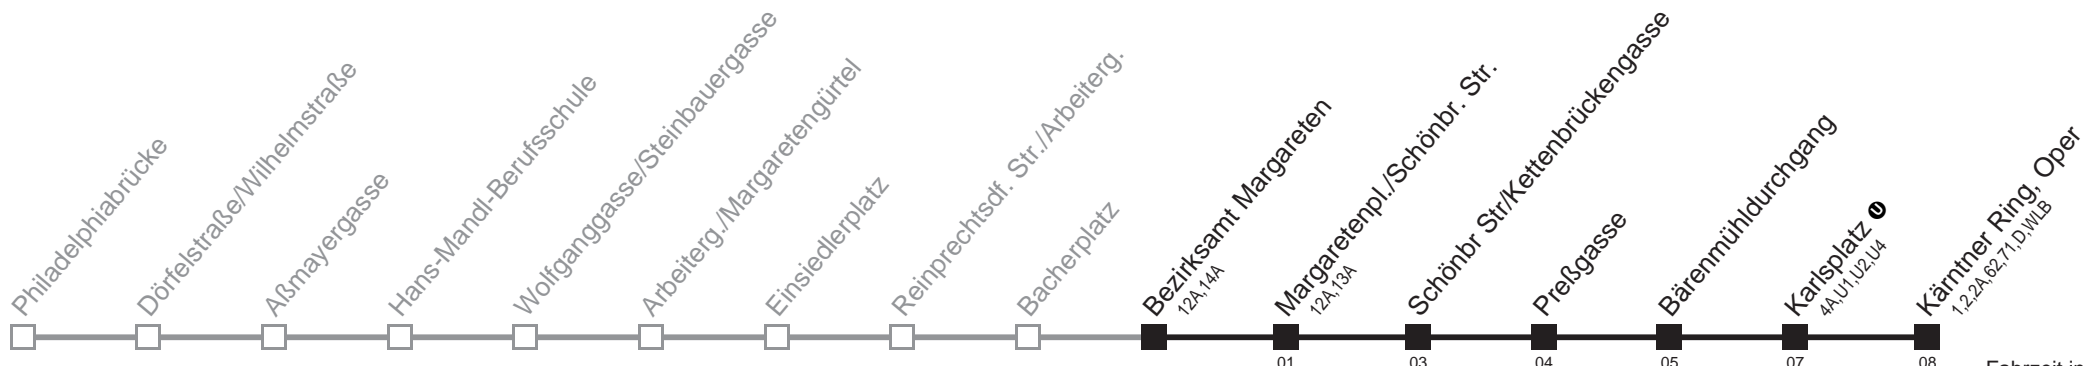 Philadelphiabrücke
Dörfelstraße/Wilhelmstraße
Aßmayergasse
Hans-Mandl-Berufsschule
Wolfganggasse/Steinbauergasse
Arbeiterg./Margaretengürtel
Einsiedlerplatz
Reinprechtsdf. Str./Arbeiterg.
Bacherplatz
Bezirksamt Margareten
12A,14A
Margaretenpl./Schönbr. Str.
12A,13A
Schönbr Str/Kettenbrückengasse
Preßgasse
Bärenmühldurchgang
Karlsplatz U
4A,U1,U2,U4
Kärntner Ring, Oper
1,2,2A,62,71,D,WLB
01
03
04
05
07
08
Fahrzeit in